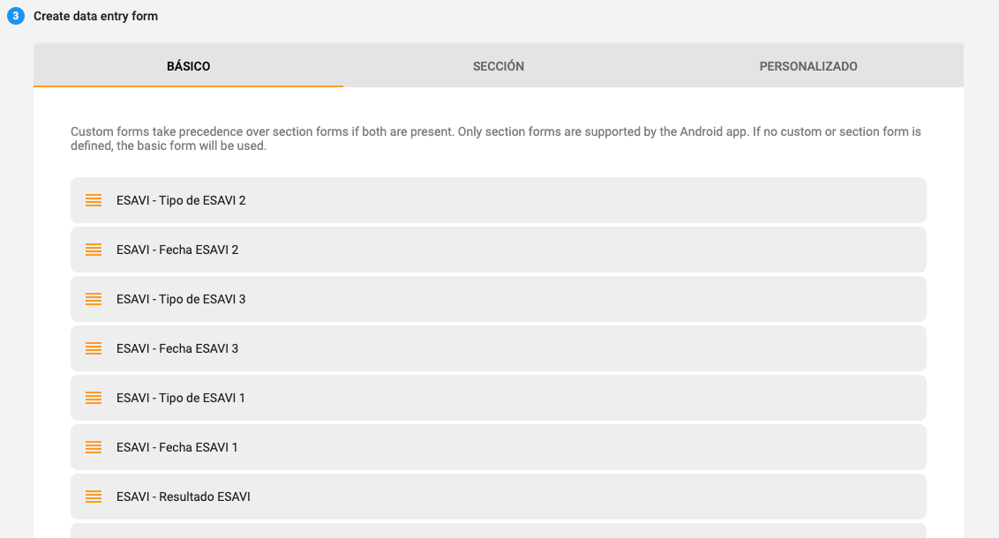 3 Create data entry form
BÁSICO SECCIÓN PERSONALIZADO
Custom forms take precedence over section forms if both are present. Only section forms are supported by the Android app. If no custom or section form is
defined, the basic form will be used.
ESAVI - Tipo de ESAVI 2
ESAVI - Fecha ESAVI 2
ESAVI - Tipo de ESAVI 3
ESAVI - Fecha ESAVI 3
ESAVI - Tipo de ESAVI 1
ESAVI - Fecha ESAVI 1
ESAVI - Resultado ESAVI